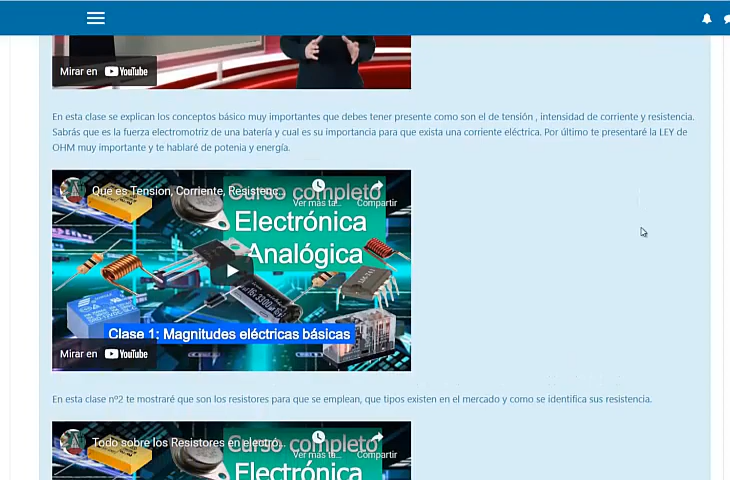 Mirar en YouTube
En esta clase se explican los conceptos básico muy importantes que debes tener presente como son el de tensión , intensidad de corriente y resistencia.
Sabrás que es la fuerza electromotriz de una batería y cual es su importancia para que exista una corriente eléctrica. Por último te presentaré la LEY de
OHM muy importante y te hablaré de potenia y energía.
Qué es Tension, Corriente, Resistenc...
Curso completo
Ver más ta...
Compartir
Electrónica
Analógica
Clase 1: Magnitudes eléctricas básicas
Mirar en YouTube
En esta clase nº2 te mostraré que son los resistores para que se emplean, que tipos existen en el mercado y como se identifica sus resistencia.
Todo sobre los Resistores en electró...
Curso completo
Ver más ta...
Compartir
Electrónica